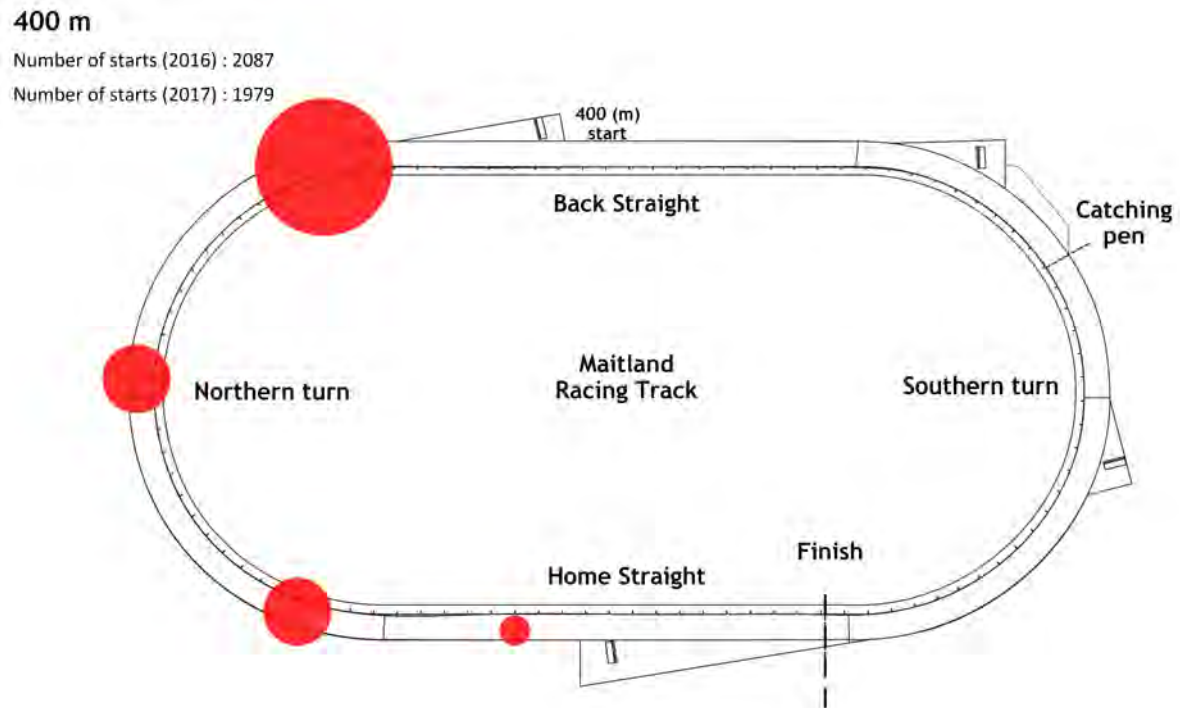 400 m
Number of starts (2016) : 2087
Number of starts (2017) : 1979
400 (m)
start
Back Straight
Catching
pen
Maitland
Racing Track
Northern turn
Southern turn
Finish
Home Straight